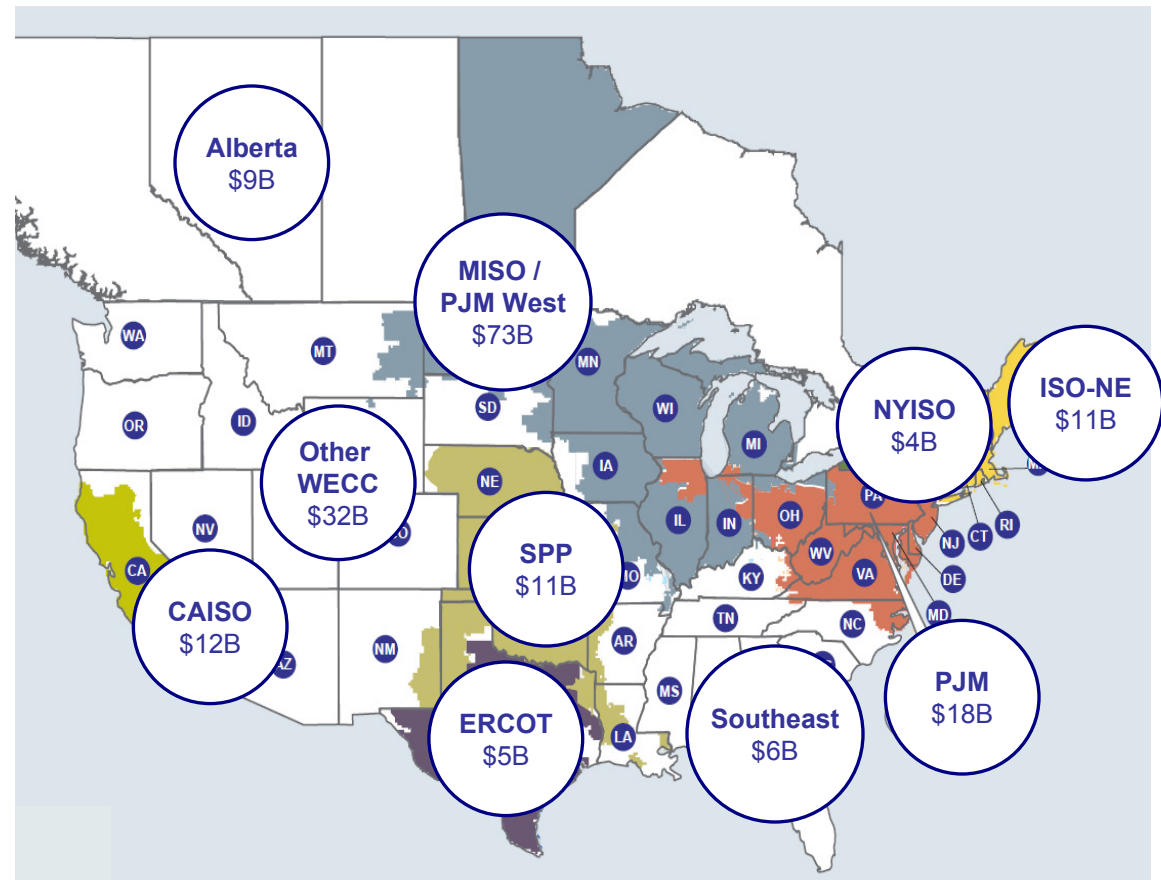 Alberta
$9B
MISO /
PJM West
$73B
WA
MT
MN
OR
ID
SD
WI
MI
NYISO
$4B
ISO-NE
$11B
Other
WECC
$32B
NE
IA
PA
NV
IL
IN
OH
NJ
CT
RI
CA
SPP
$11B
KY
WV
VA
DE
MD
CAISO
$12B
NM
AR
TN
NC
MS
PJM
$18B
ERCOT
$5B
LA
Southeast
$6B